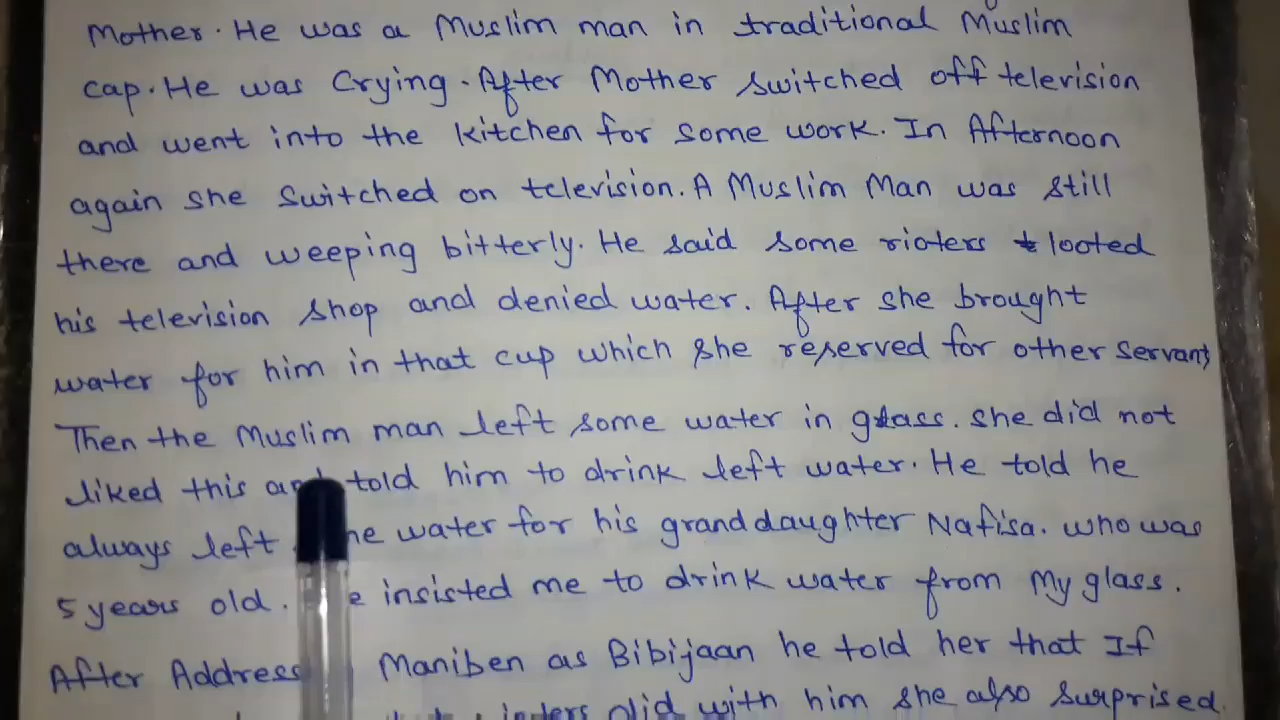 Mother. He was a Muslim man in traditional Muslim
cap. He was Crying. After Mother switched off television
and went into the kitchen for some work. In Afternoon
again she switched on television. A Muslim Man was still
there and weeping bitterly. He said some rioters looted
his television shop and denied water. After she brought
water for him in that cup which she reserved for other servants
Then the Muslim man left some water in glass. she did not
liked this and told him to drink left water. He told he
always left water for his granddaughter Nafisa. who was
5 years old. insisted me to drink water from My glass.
After Address Maniben as Bibijaan he told her that If
did with him she also surprised.